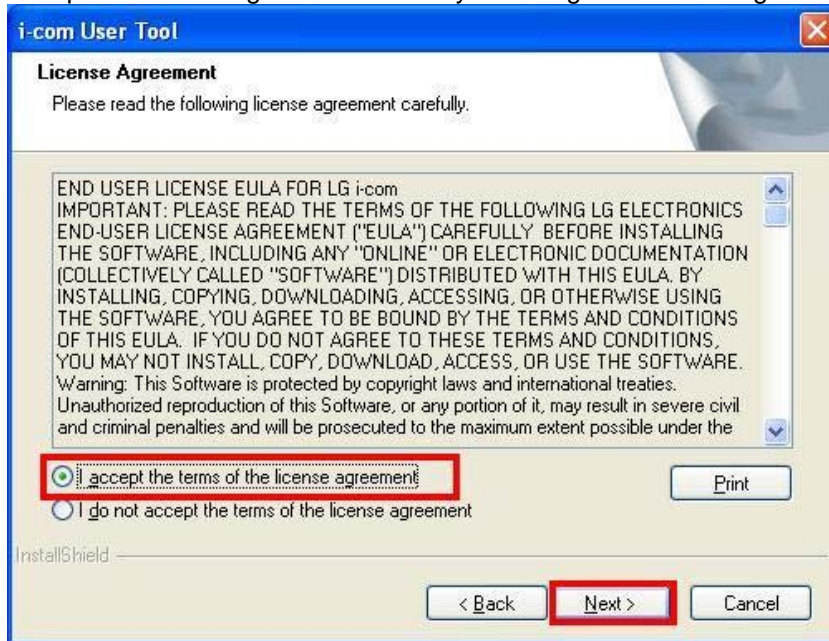 i-com User Tool
License Agreement
Please read the following license agreement carefully.
END USER LICENSE EULA FOR LG i-com
IMPORTANT: PLEASE READ THE TERMS OF THE FOLLOWING LG ELECTRONICS
END-USER LICENSE AGREEMENT ("EULA") CAREFULLY BEFORE INSTALLING
THE SOFTWARE, INCLUDING ANY "ONLINE" OR ELECTRONIC DOCUMENTATION
(COLLECTIVELY CALLED "SOFTWARE") DISTRIBUTED WITH THIS EULA. BY
INSTALLING, COPYING, DOWNLOADING, ACCESSING, OR OTHERWISE USING
THE SOFTWARE, YOU AGREE TO BE BOUND BY THE TERMS AND CONDITIONS
OF THIS EULA. IF YOU DO NOT AGREE TO THESE TERMS AND CONDITIONS,
YOU MAY NOT INSTALL, COPY, DOWNLOAD, ACCESS, OR USE THE SOFTWARE.
Warning: This Software is protected by copyright laws and international treaties.
Unauthorized reproduction of this Software, or any portion of it, may result in severe civil
and criminal penalties and will be prosecuted to the maximum extent possible under the
I accept the terms of the license agreement
Print
I do not accept the terms of the license agreement
InstallShield
< Back
Next >
Cancel